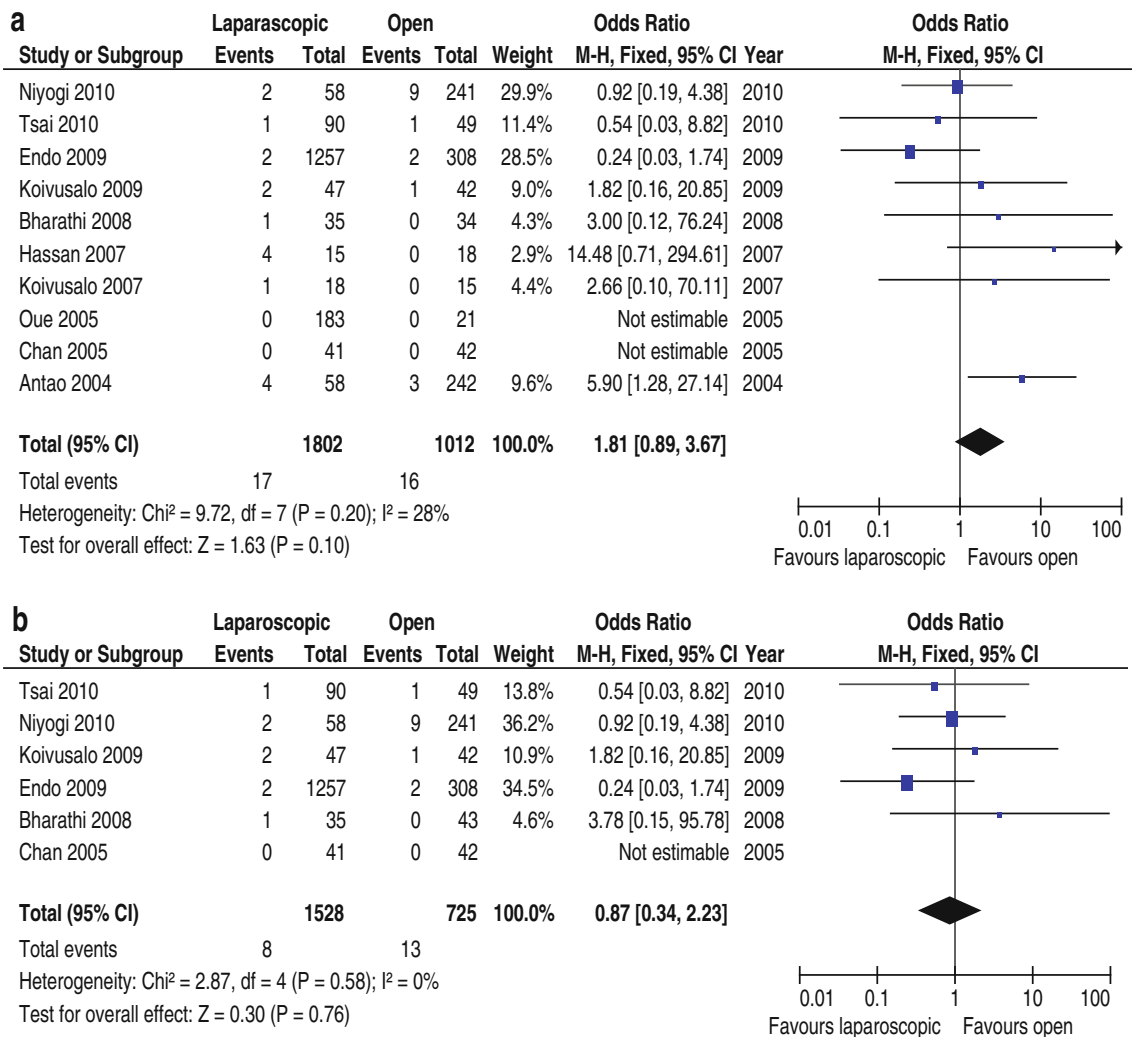 a
Laparascopic Open Odds Ratio Odds Ratio
Study or Subgroup Events Total Events Total Weight M-H, Fixed, 95% CI Year M-H, Fixed, 95% CI
Niyogi 2010 2 58 9 241 29.9% 0.92 [0.19, 4.38] 2010
Tsai 2010 1 90 1 49 11.4% 0.54 [0.03, 8.82] 2010
Endo 2009 2 1257 2 308 28.5% 0.24 [0.03, 1.74] 2009
Koivusalo 2009 2 47 1 42 9.0% 1.82 [0.16, 20.85] 2009
Bharathi 2008 1 35 0 34 4.3% 3.00 [0.12, 76.24] 2008
Hassan 2007 4 15 0 18 2.9% 14.48 [0.71, 294.61] 2007
Koivusalo 2007 1 18 0 15 4.4% 2.66 [0.10, 70.11] 2007
Oue 2005 0 183 0 21 Not estimable 2005
Chan 2005 0 41 0 42 Not estimable 2005
Antao 2004 4 58 3 242 9.6% 5.90 [1.28, 27.14] 2004
Total (95% CI) 1802 1012 100.0% 1.81 [0.89, 3.67]
Total events 17 16
Heterogeneity: Chi² = 9.72, df = 7 (P = 0.20); I² = 28%
Test for overall effect: Z = 1.63 (P = 0.10)
0.01 0.1 1 10 100
Favours laparoscopic Favours open
b
Laparoscopic Open Odds Ratio Odds Ratio
Study or Subgroup Events Total Events Total Weight M-H, Fixed, 95% CI Year M-H, Fixed, 95% CI
Tsai 2010 1 90 1 49 13.8% 0.54 [0.03, 8.82] 2010
Niyogi 2010 2 58 9 241 36.2% 0.92 [0.19, 4.38] 2010
Koivusalo 2009 2 47 1 42 10.9% 1.82 [0.16, 20.85] 2009
Endo 2009 2 1257 2 308 34.5% 0.24 [0.03, 1.74] 2009
Bharathi 2008 1 35 0 43 4.6% 3.78 [0.15, 95.78] 2008
Chan 2005 0 41 0 42 Not estimable 2005
Total (95% CI) 1528 725 100.0% 0.87 [0.34, 2.23]
Total events 8 13
Heterogeneity: Chi² = 2.87, df = 4 (P = 0.58); I² = 0%
Test for overall effect: Z = 0.30 (P = 0.76)
0.01 0.1 1 10 100
Favours laparoscopic Favours open